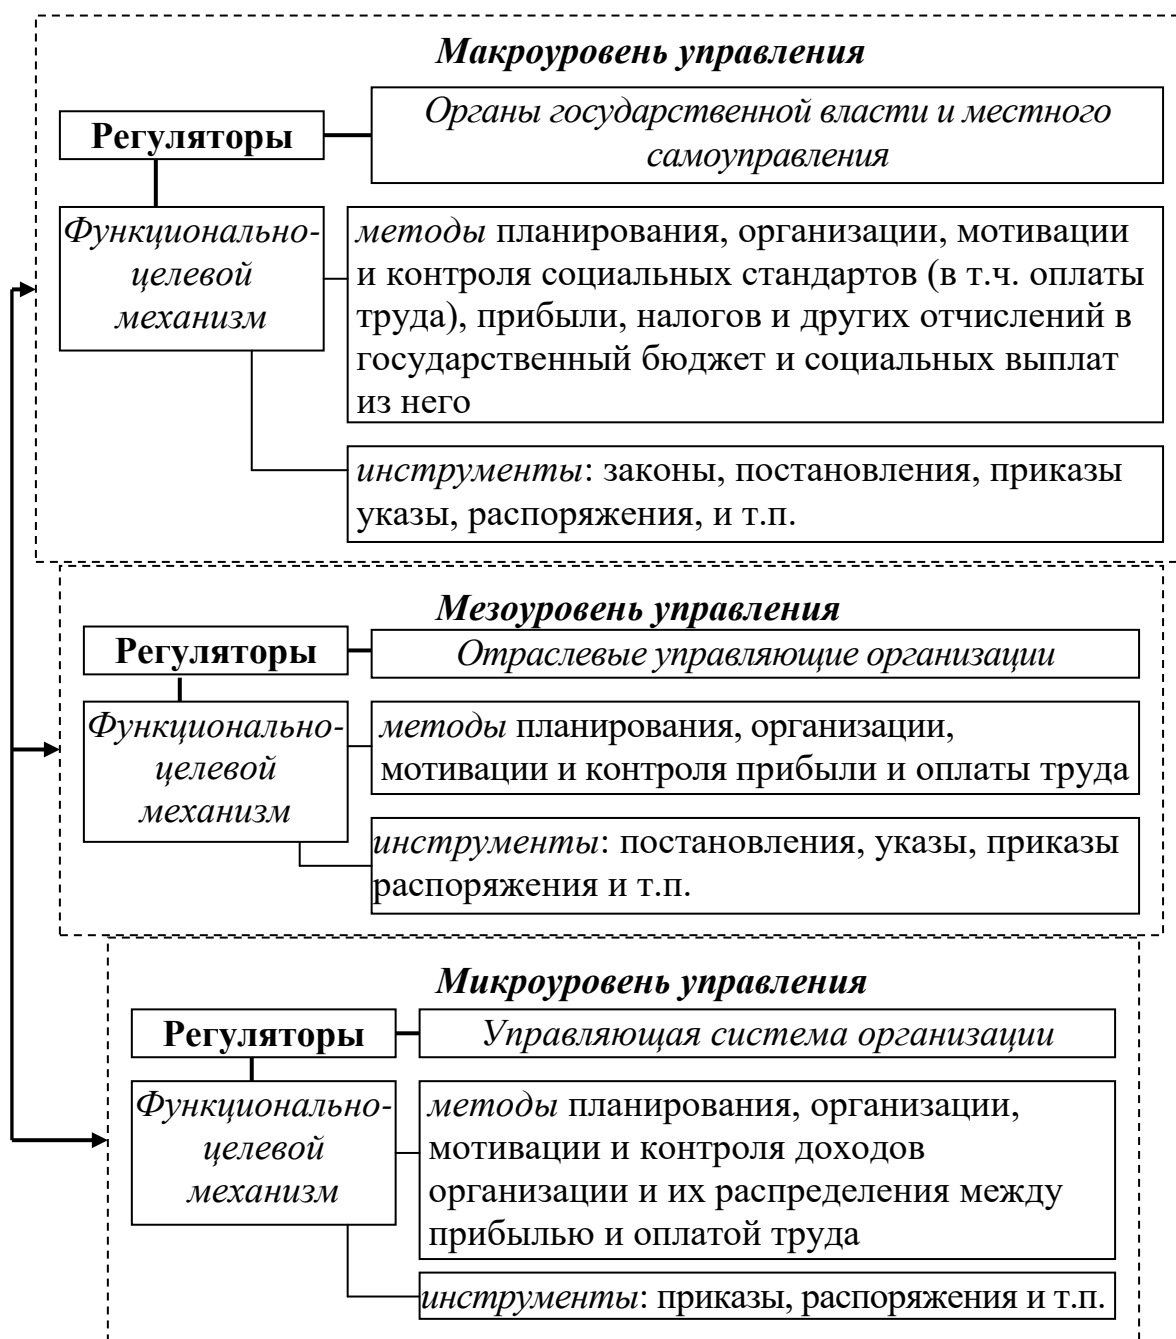 Макроуровень управления
Регуляторы
Органы государственной власти и местного
самоуправления
Функционально-
целевой
механизм
методы планирования, организации, мотивации
и контроля социальных стандартов (в т.ч. оплаты
труда), прибыли, налогов и других отчислений в
государственный бюджет и социальных выплат
из него
инструменты: законы, постановления, приказы
указы, распоряжения, и т.п.
Мезоуровень управления
Регуляторы
Отраслевые управляющие организации
Функционально-
целевой
механизм
методы планирования, организации,
мотивации и контроля прибыли и оплаты труда
инструменты: постановления, указы, приказы
распоряжения и т.п.
Микроуровень управления
Регуляторы
Управляющая система организации
Функционально-
целевой
механизм
методы планирования, организации,
мотивации и контроля доходов
организации и их распределения между
прибылью и оплатой труда
инструменты: приказы, распоряжения и т.п.